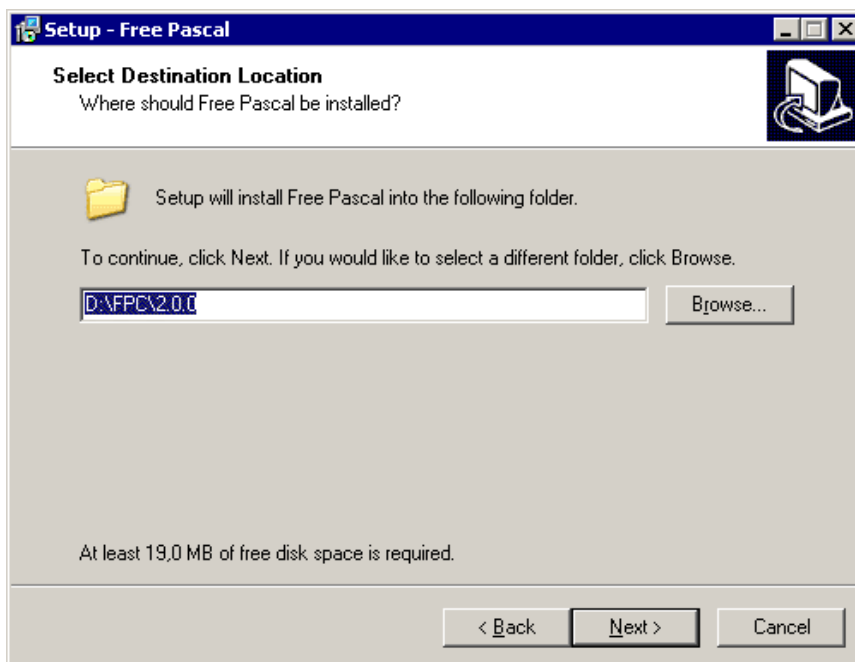 Setup - Free Pascal
Select Destination Location
Where should Free Pascal be installed?
Setup will install Free Pascal into the following folder.
To continue, click Next. If you would like to select a different folder, click Browse.
D:\FPC\2.0.0
Browse...
At least 19,0 MB of free disk space is required.
< Back
Next >
Cancel